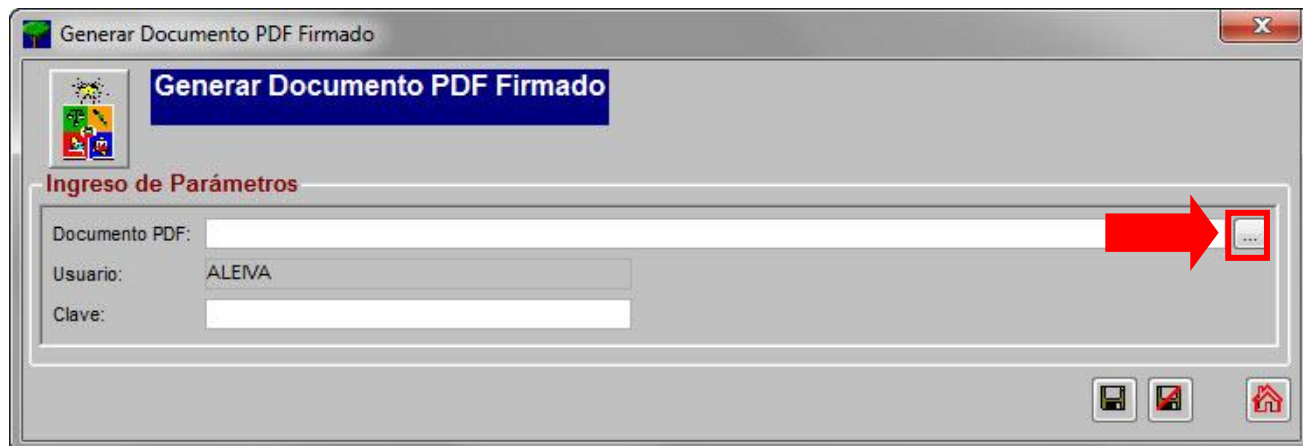 Generar Documento PDF Firmado
Generar Documento PDF Firmado
Ingreso de Parámetros
Documento PDF:
...
Usuario: ALEIVA
Clave: